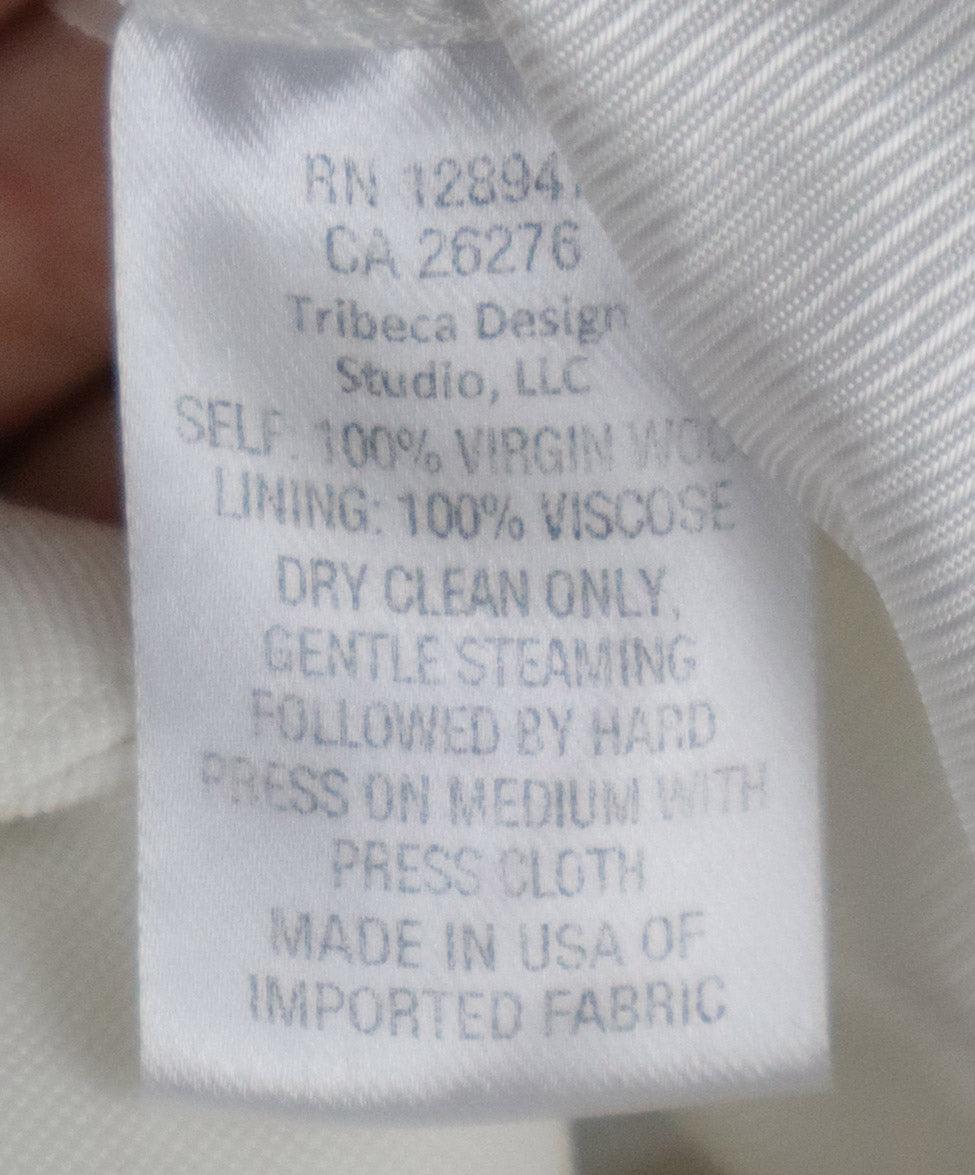 RN 12894
CA 26276
Tribeca Design
Studio, LLC
SELF: 100% VIRGIN WOO
LINING: 100% VISCOSE
DRY CLEAN ONLY,
GENTLE STEAMING
FOLLOWED BY HARD
PRESS ON MEDIUM WITH
PRESS CLOTH
MADE IN USA OF
IMPORTED FABRIC